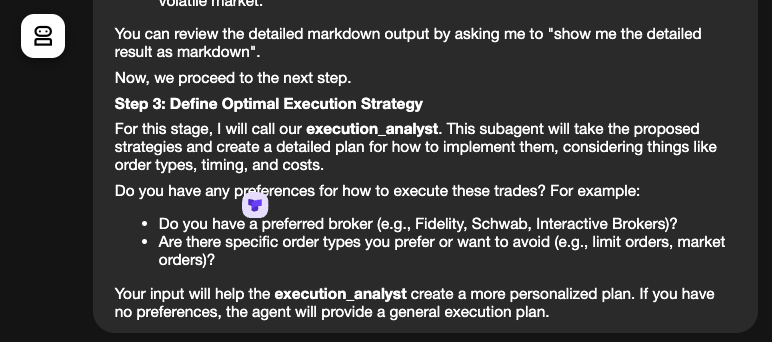 volatile market.
You can review the detailed markdown output by asking me to "show me the detailed
result as markdown".
Now, we proceed to the next step.
Step 3: Define Optimal Execution Strategy
For this stage, I will call our execution_analyst. This subagent will take the proposed
strategies and create a detailed plan for how to implement them, considering things like
order types, timing, and costs.
Do you have any preferences for how to execute these trades? For example:
• Do you have a preferred broker (e.g., Fidelity, Schwab, Interactive Brokers)?
• Are there specific order types you prefer or want to avoid (e.g., limit orders, market
orders)?
Your input will help the execution_analyst create a more personalized plan. If you have
no preferences, the agent will provide a general execution plan.